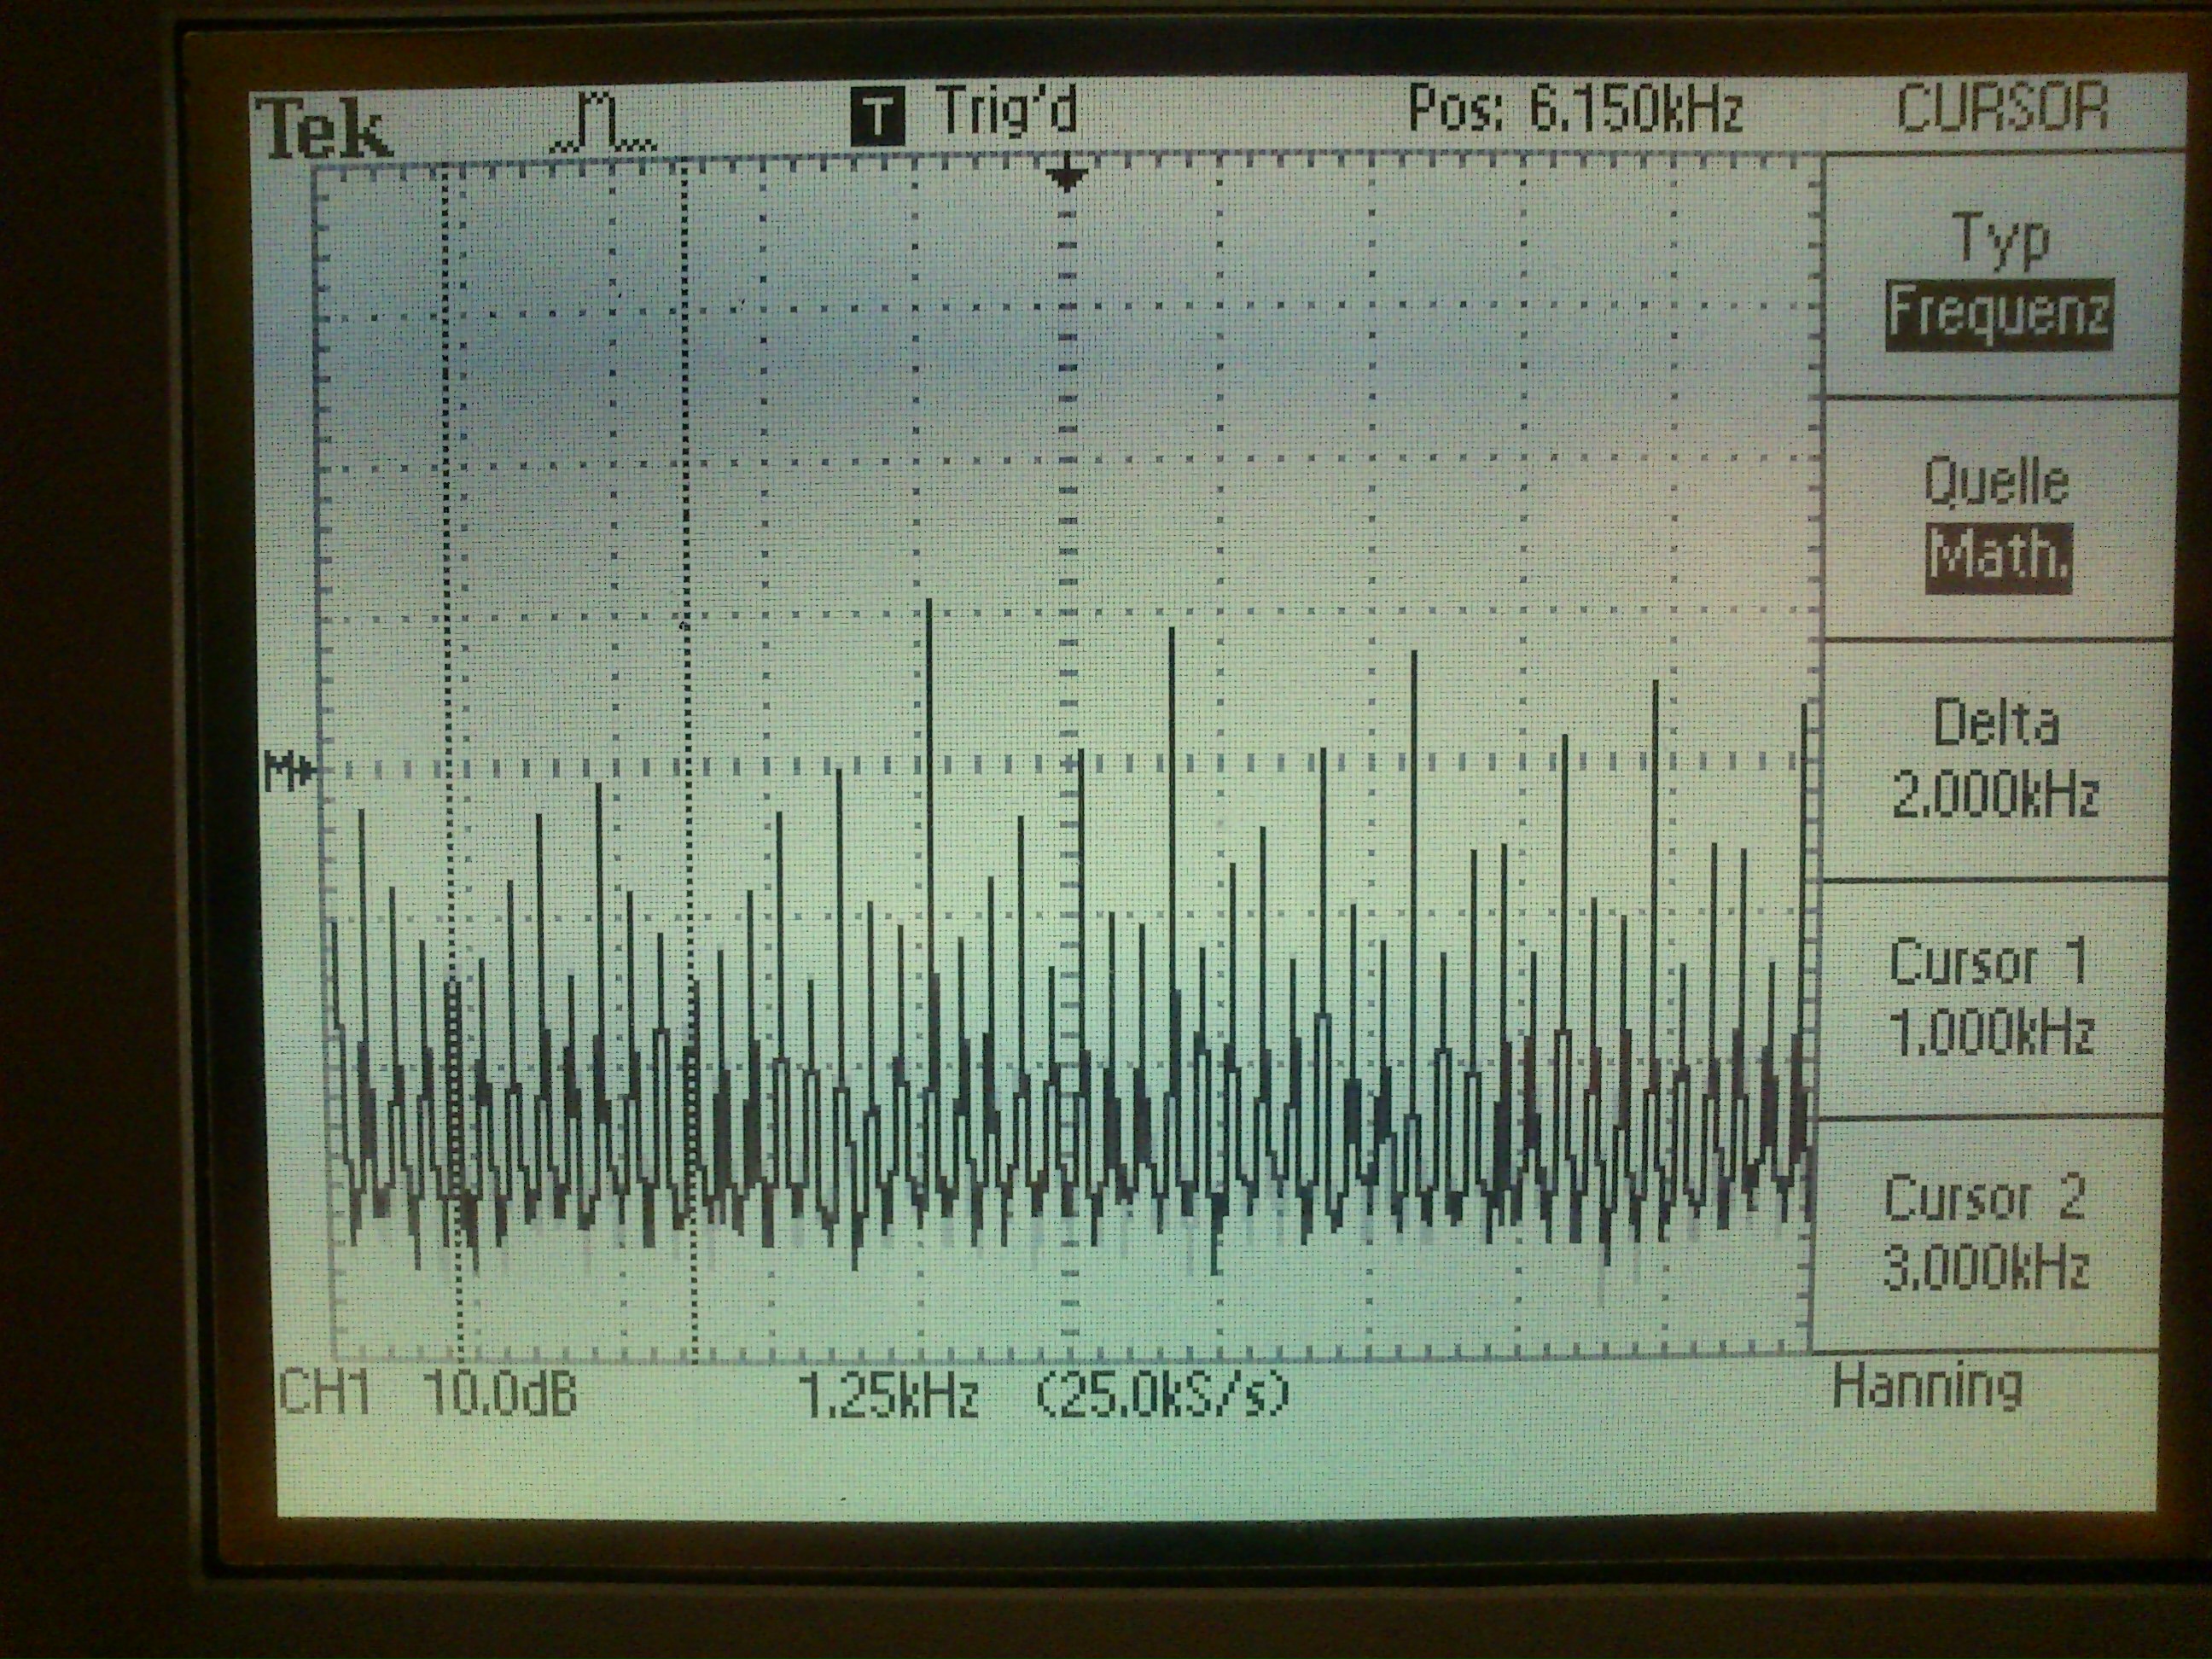 Tek T Trig'd Pos: 6.150kHz CURSOR
Typ
Frequenz
Quelle
Math.
M
Delta
2.000kHz
Cursor 1
1.000kHz
Cursor 2
3.000kHz
CH1 10.0dB 1.25kHz (25.0kS/s) Hanning